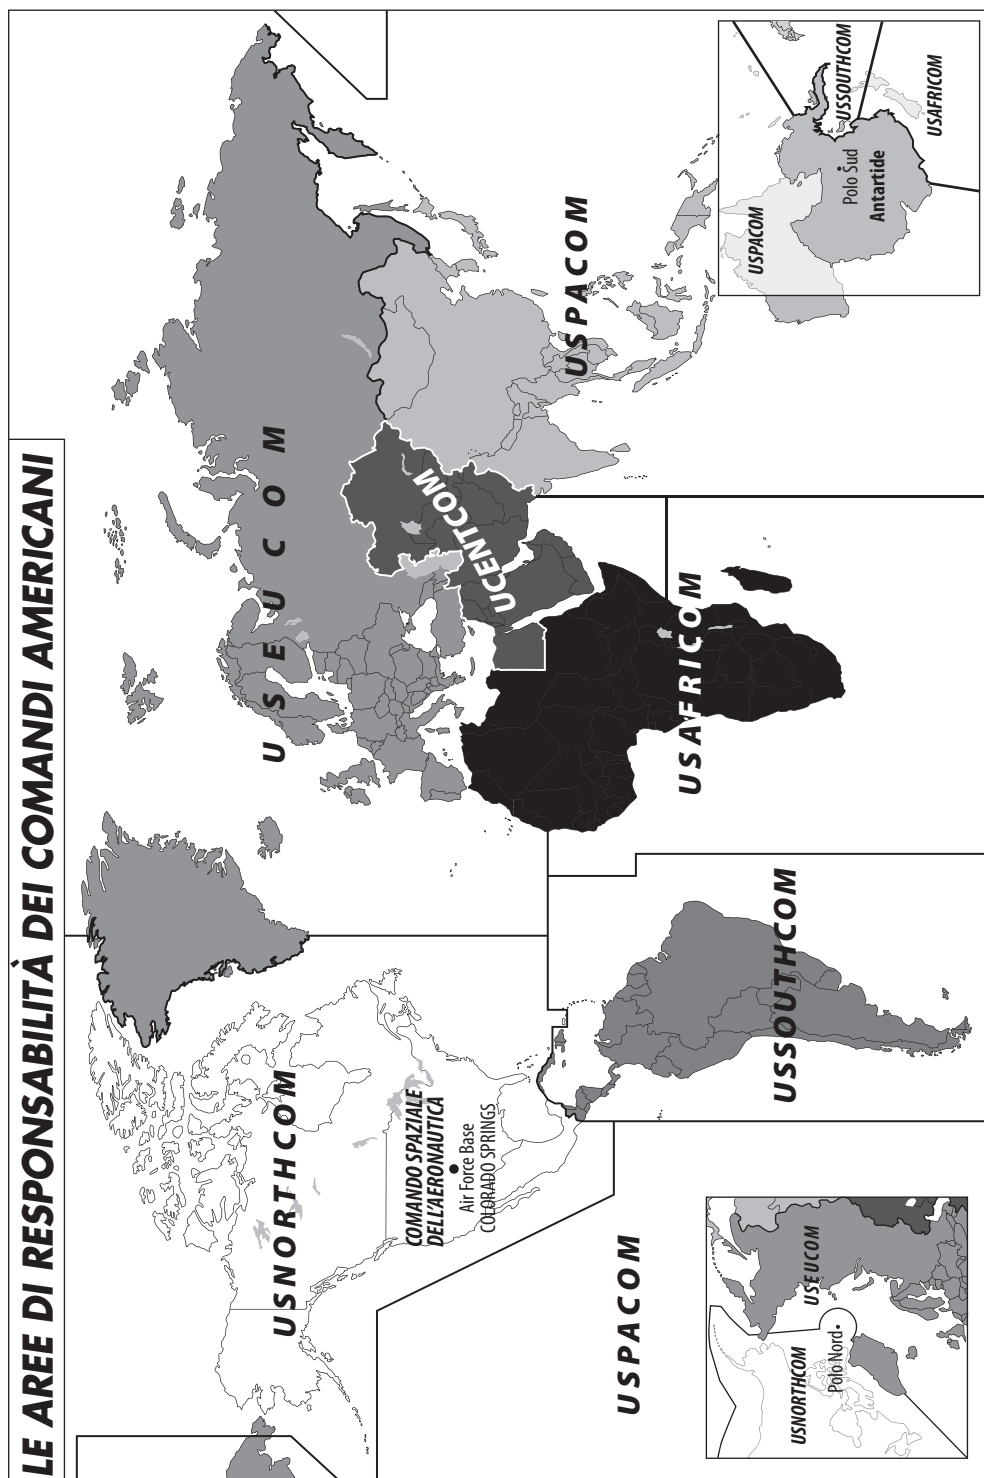 LE AREE DI RESPONSABILITÀ DEI COMANDI AMERICANI
USNORTHCOM
COMANDO SPAZIALE
DELL'AERONAUTICA
Air Force Base
COLORADO SPRINGS
USPACOM
USSOUTHCOM
U S E U C O M
UCENTCOM
USAFRICOM
USPACOM
USNORTHCOM
Polo Nord
USEUCOM
USPACOM
Polo Sud
Antartide
USSOUTHCOM
USAFRICOM